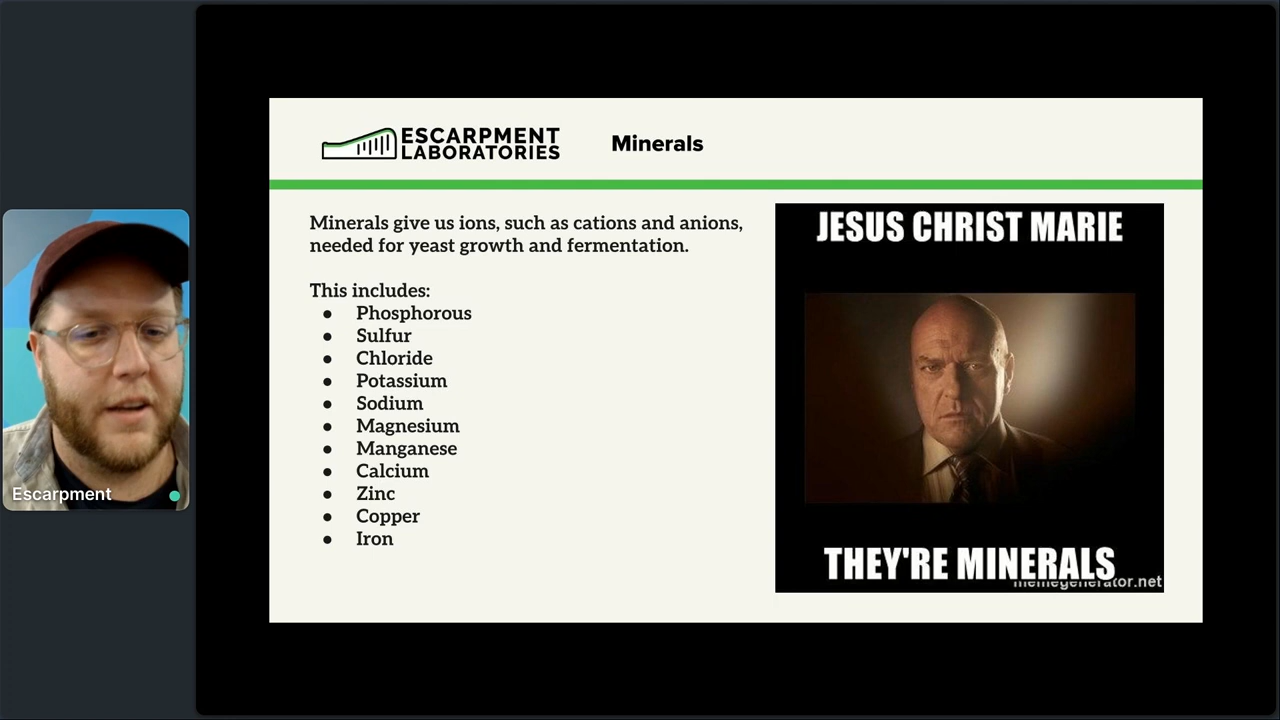 ESCARPMENT
LABORATORIES
Minerals
Minerals give us ions, such as cations and anions,
needed for yeast growth and fermentation.
This includes:
● Phosphorous
● Sulfur
● Chloride
● Potassium
● Sodium
● Magnesium
● Manganese
● Calcium
● Zinc
● Copper
● Iron
JESUS CHRIST MARIE
THEY'RE MINERALS
memegenerator.net
Escarpment